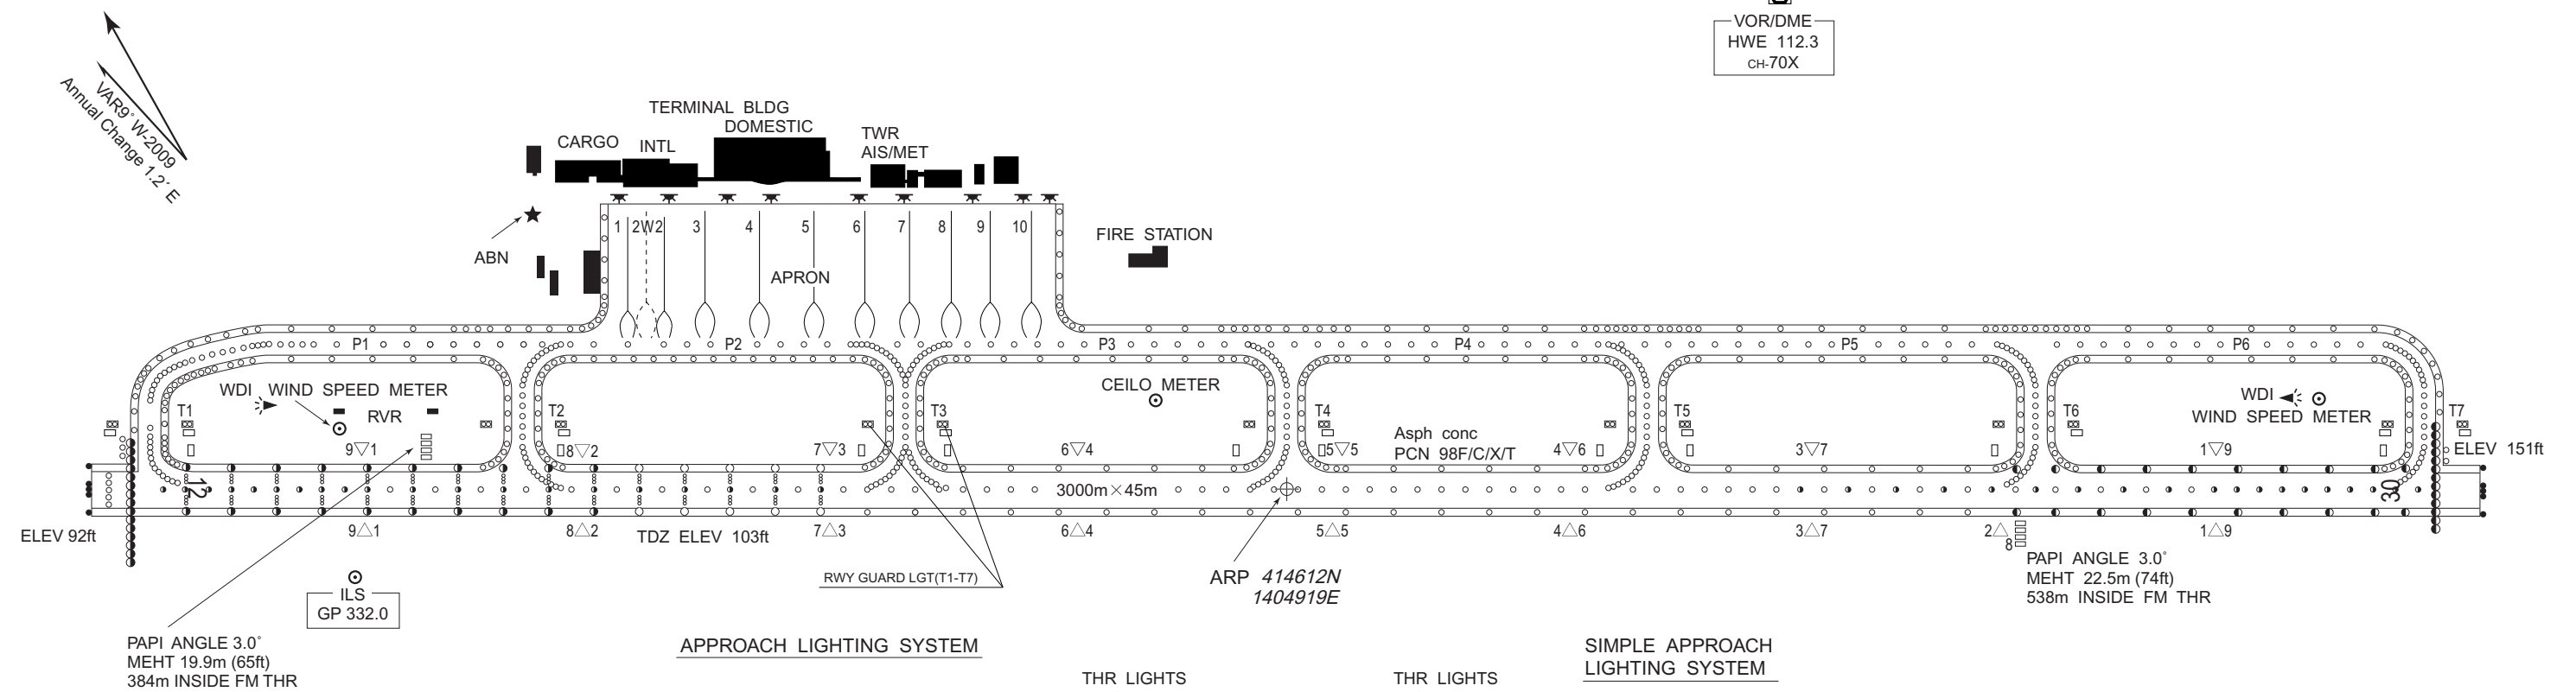 VOR/DME
HWE 112.3
CH-70X
VAR9° W-2009
Annual Change 1.2´ E
TERMINAL BLDG
DOMESTIC
CARGO
INTL
TWR
AIS/MET
ABN
1 2W2 3 4 5 6 7 8 9 10
FIRE STATION
APRON
P1 P2 P3 P4 P5 P6
WDI WIND SPEED METER
RVR
CEILO METER
WDI
WIND SPEED METER
T1 T2 T3 T4 T5 T6 T7
Asph conc
PCN 98F/C/X/T
9▽1 8▽2 7▽3 6▽4 5▽5 4▽6 3▽7 1▽9
ELEV 151ft
12
3000m×45m
30
ELEV 92ft
9△1 8△2 7△3 6△4 5△5 4△6 3△7 2△ 1△9
8
TDZ ELEV 103ft
PAPI ANGLE 3.0°
MEHT 22.5m (74ft)
538m INSIDE FM THR
RWY GUARD LGT(T1-T7)
ARP 414612N
1404919E
ILS
GP 332.0
PAPI ANGLE 3.0°
MEHT 19.9m (65ft)
384m INSIDE FM THR
APPROACH LIGHTING SYSTEM
SIMPLE APPROACH
LIGHTING SYSTEM
THR LIGHTS
THR LIGHTS